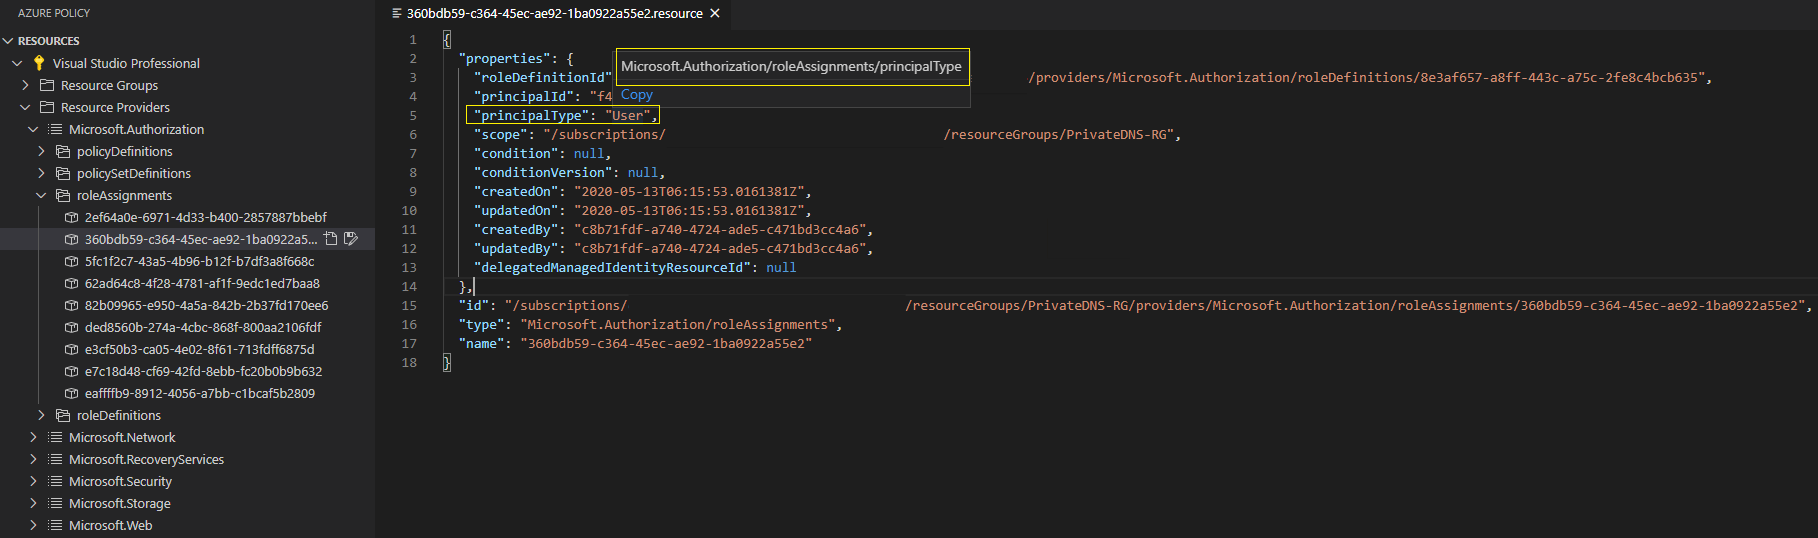 AZURE POLICY
RESOURCES
Visual Studio Professional
Resource Groups
Resource Providers
Microsoft.Authorization
policyDefinitions
policySetDefinitions
roleAssignments
2ef64a0e-6971-4d33-b400-2857887bbebf
360bdb59-c364-45ec-ae92-1ba0922a5...
5fc1f2c7-43a5-4b96-b12f-b7df3a8f668c
62ad64c8-4f28-4781-af1f-9edc1ed7baa8
82b09965-e950-4a5a-842b-2b37fd170ee6
ded8560b-274a-4cbc-868f-800aa2106fdf
e3cf50b3-ca05-4e02-8f61-713fdff6875d
e7c18d48-cf69-42fd-8ebb-fc20b0b9b632
eaffffb9-8912-4056-a7bb-c1bcaf5b2809
roleDefinitions
Microsoft.Network
Microsoft.RecoveryServices
Microsoft.Security
Microsoft.Storage
Microsoft.Web
360bdb59-c364-45ec-ae92-1ba0922a55e2.resource
1 {
2 "properties": {
Microsoft.Authorization/roleAssignments/principalType
3 "roleDefinitionId" /providers/Microsoft.Authorization/roleDefinitions/8e3af657-a8ff-443c-a75c-2fe8c4bcb635",
4 "principalId": "f4
Copy
5 "principalType": "User",
6 "scope": "/subscriptions/ /resourceGroups/PrivateDNS-RG",
7 "condition": null,
8 "conditionVersion": null,
9 "createdOn": "2020-05-13T06:15:53.0161381Z",
10 "updatedOn": "2020-05-13T06:15:53.0161381Z",
11 "createdBy": "c8b71fdf-a740-4724-ade5-c471bd3cc4a6",
12 "updatedBy": "c8b71fdf-a740-4724-ade5-c471bd3cc4a6",
13 "delegatedManagedIdentityResourceId": null
14 },
15 "id": "/subscriptions/ /resourceGroups/PrivateDNS-RG/providers/Microsoft.Authorization/roleAssignments/360bdb59-c364-45ec-ae92-1ba0922a55e2",
16 "type": "Microsoft.Authorization/roleAssignments",
17 "name": "360bdb59-c364-45ec-ae92-1ba0922a55e2"
18 }